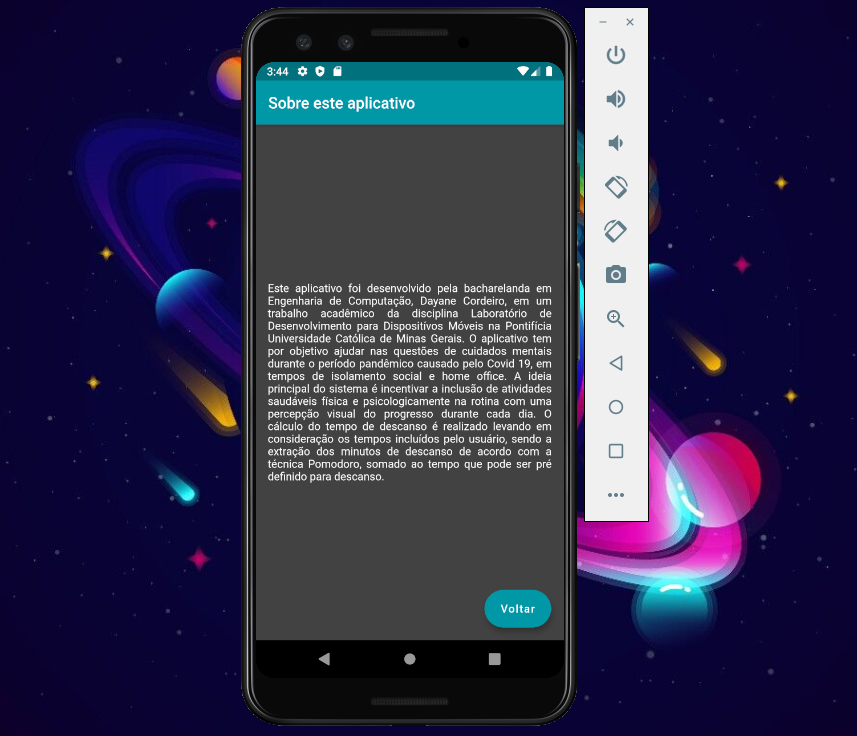 3:44
Sobre este aplicativo
Este aplicativo foi desenvolvido pela bacharelanda em
Engenharia de Computação, Dayane Cordeiro, em um
trabalho acadêmico da disciplina Laboratório de
Desenvolvimento para Dispositívos Móveis na Pontifícia
Universidade Católica de Minas Gerais. O aplicativo tem
por objetivo ajudar nas questões de cuidados mentais
durante o período pandêmico causado pelo Covid 19, em
tempos de isolamento social e home office. A ideia
principal do sistema é incentivar a inclusão de atividades
saudáveis física e psicologicamente na rotina com uma
percepção visual do progresso durante cada dia. O
cálculo do tempo de descanso é realizado levando em
consideração os tempos incluídos pelo usuário, sendo a
extração dos minutos de descanso de acordo com a
técnica Pomodoro, somado ao tempo que pode ser pré
definido para descanso.
Voltar